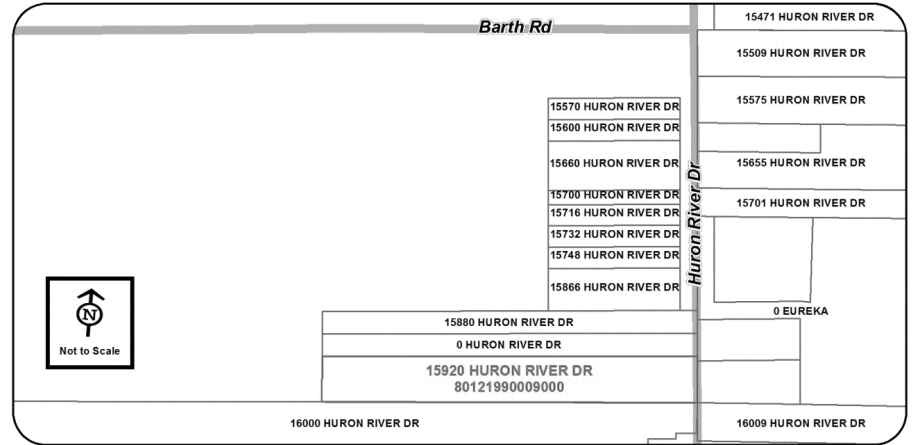 Barth Rd
15471 HURON RIVER DR
15509 HURON RIVER DR
15575 HURON RIVER DR
15570 HURON RIVER DR
15600 HURON RIVER DR
15660 HURON RIVER DR
15655 HURON RIVER DR
15700 HURON RIVER DR
15701 HURON RIVER DR
15716 HURON RIVER DR
15732 HURON RIVER DR
15748 HURON RIVER DR
Huron River Dr
15866 HURON RIVER DR
0 EUREKA
N
Not to Scale
15880 HURON RIVER DR
0 HURON RIVER DR
15920 HURON RIVER DR
80121990009000
16000 HURON RIVER DR
16009 HURON RIVER DR